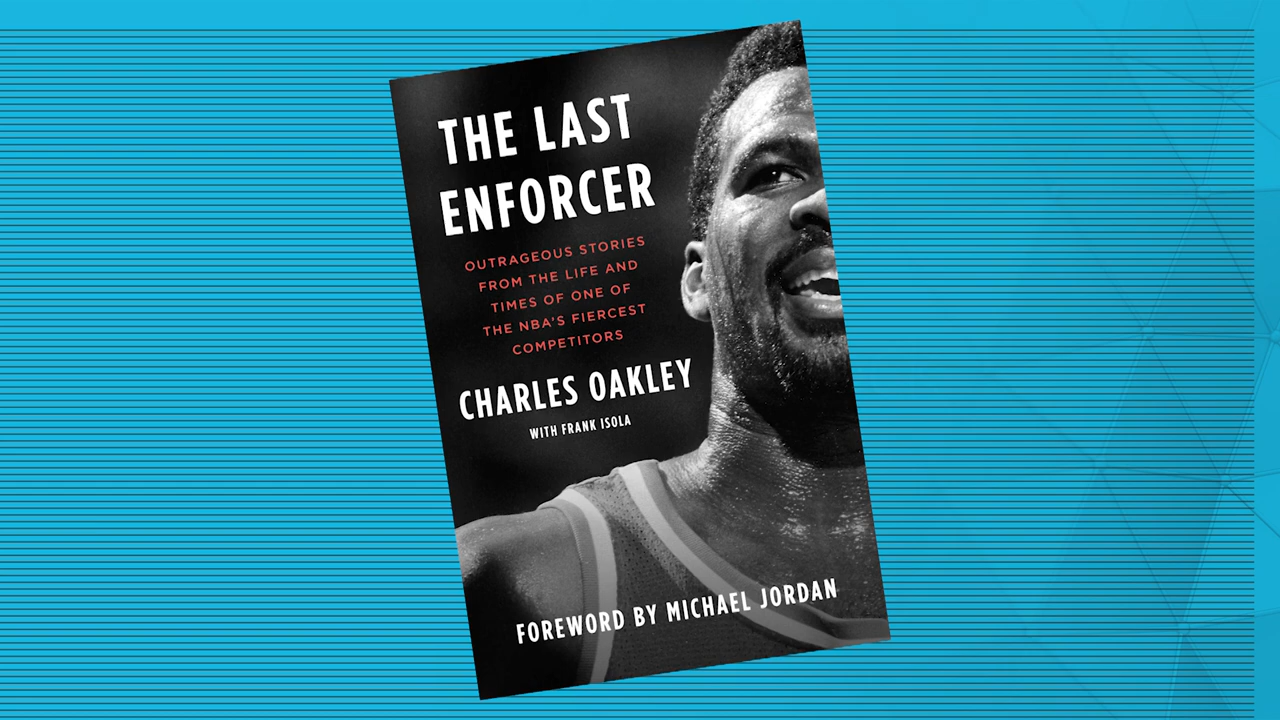 THE LAST
ENFORCER
OUTRAGEOUS STORIES
FROM THE LIFE AND
TIMES OF ONE OF
THE NBA'S FIERCEST
COMPETITORS
CHARLES OAKLEY
WITH FRANK ISOLA
FOREWORD BY MICHAEL JORDAN